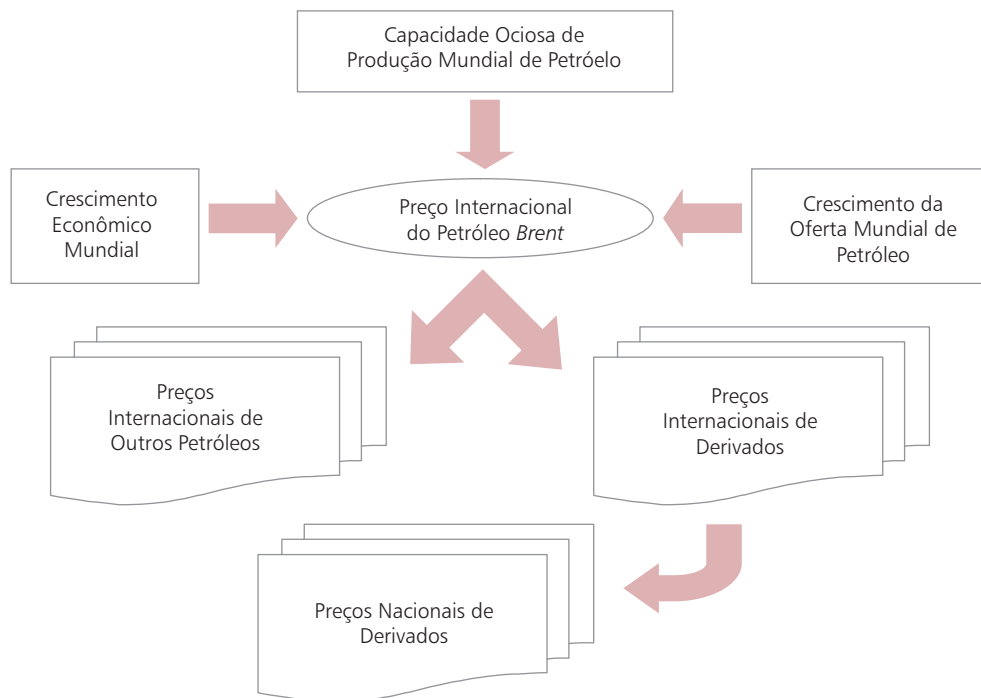 Capacidade Ociosa de
Produção Mundial de Petróelo
Crescimento
Econômico
Mundial
Preço Internacional
do Petróleo Brent
Crescimento da
Oferta Mundial de
Petróleo
Preços
Internacionais de
Outros Petróleos
Preços
Internacionais de
Derivados
Preços Nacionais de
Derivados